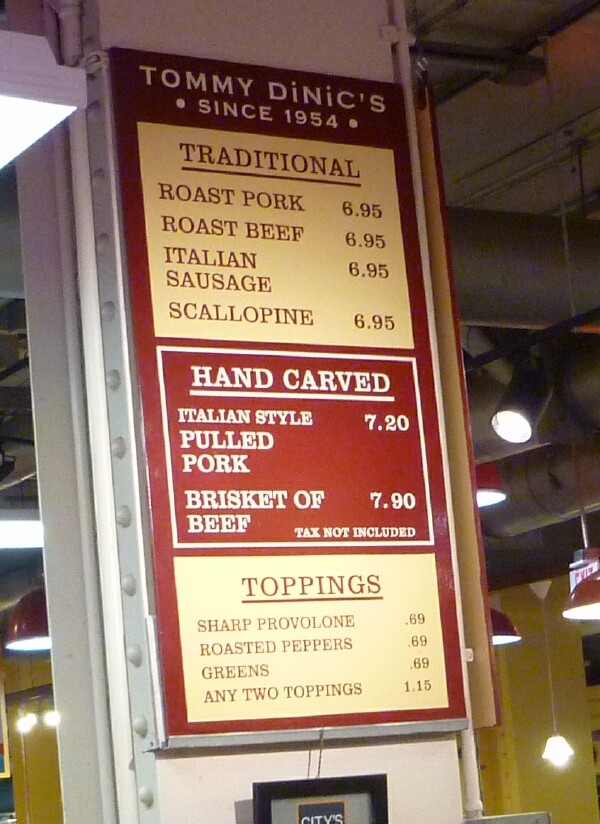 TOMMY DiNiC'S
• SINCE 1954 •
TRADITIONAL
ROAST PORK 6.95
ROAST BEEF 6.95
ITALIAN 6.95
SAUSAGE
SCALLOPINE 6.95
HAND CARVED
ITALIAN STYLE 7.20
PULLED
PORK
BRISKET OF 7.90
BEEF TAX NOT INCLUDED
TOPPINGS
SHARP PROVOLONE .69
ROASTED PEPPERS .69
GREENS .69
ANY TWO TOPPINGS 1.15
CITY'S
EXIT